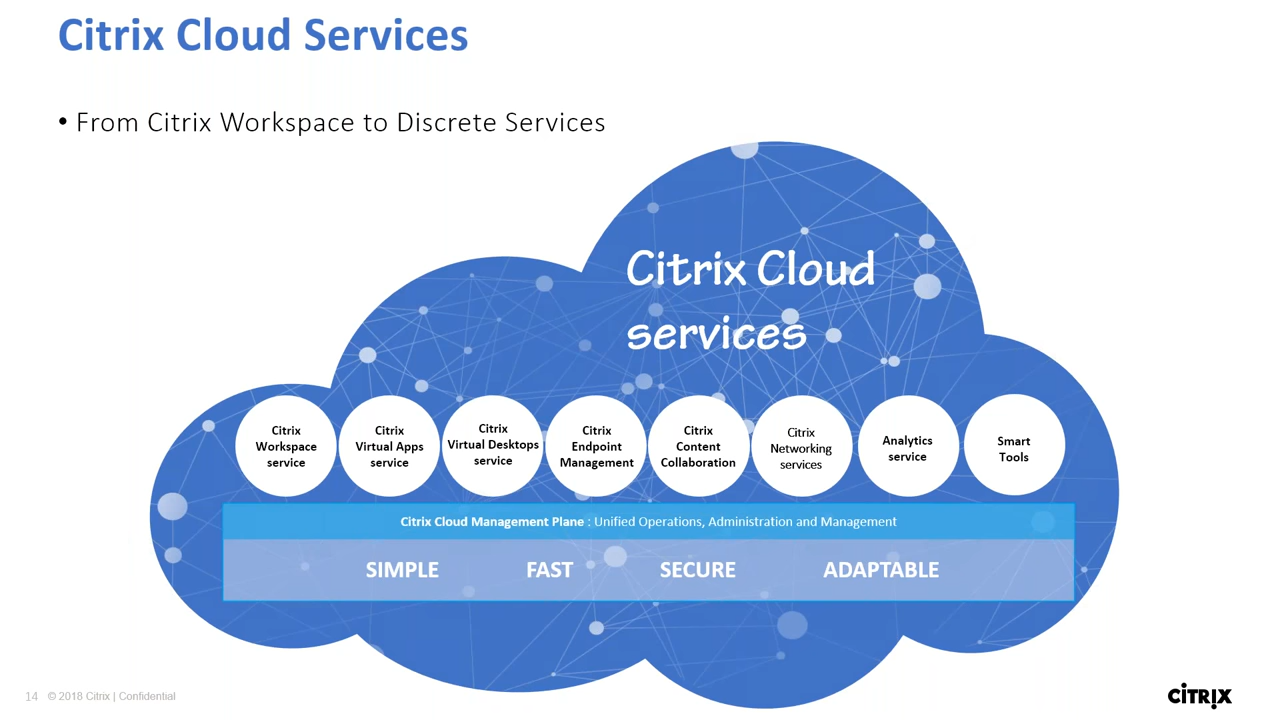 Citrix Cloud Services
• From Citrix Workspace to Discrete Services
Citrix Cloud
services
Citrix
Workspace
service
Citrix
Virtual Apps
service
Citrix
Virtual Desktops
service
Citrix
Endpoint
Management
Citrix
Content
Collaboration
Citrix
Networking
services
Analytics
service
Smart
Tools
Citrix Cloud Management Plane : Unified Operations, Administration and Management
SIMPLE FAST SECURE ADAPTABLE
14 © 2018 Citrix | Confidential
CITRIX